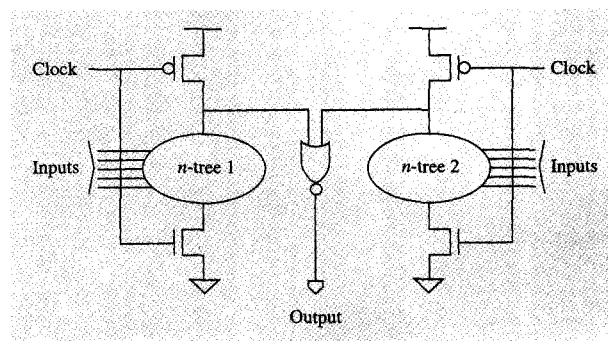 Clock
Clock
Inputs
n-tree 1
n-tree 2
Inputs
Output